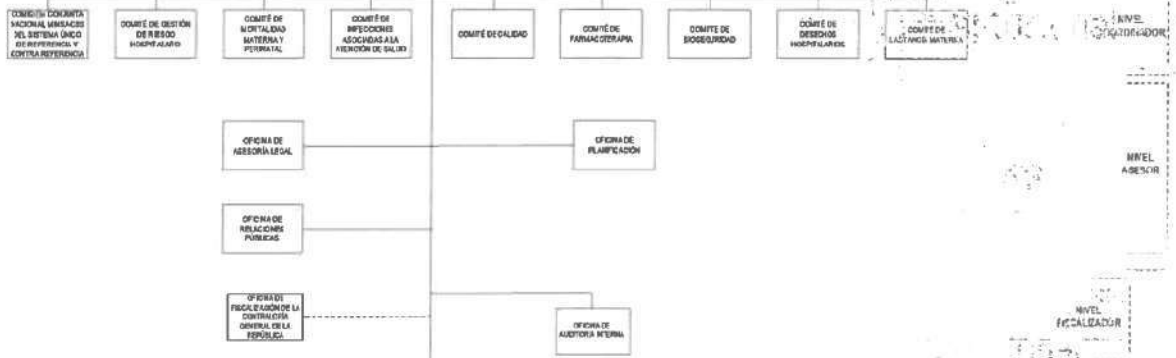 COMISIÓN CONJUNTA
NACIONAL MINSA-CSS
DEL SISTEMA ÚNICO
DE REFERENCIA Y
CONTRA REFERENCIA
COMITÉ DE GESTIÓN
DE RIESGO
HOSPITALARIO
COMITÉ DE
MORTALIDAD
MATERNA Y
PERINATAL
COMITÉ DE
INFECCIONES
ASOCIADAS A LA
ATENCIÓN DE SALUD
COMITÉ DE CALIDAD
COMITÉ DE
FARMACOTERAPIA
COMITÉ DE
BIOSEGURIDAD
COMITÉ DE
DESECHOS
HOSPITALARIOS
COMITÉ DE
LACTANCIA MATERNA
NIVEL
COORDINADOR
OFICINA DE
ASESORÍA LEGAL
OFICINA DE
PLANIFICACIÓN
NIVEL
ASESOR
OFICINA DE
RELACIONES
PÚBLICAS
OFICINA DE
FISCALIZACIÓN DE LA
CONTRALORÍA
GENERAL DE LA
REPÚBLICA
OFICINA DE
AUDITORÍA INTERNA
NIVEL
FISCALIZADOR